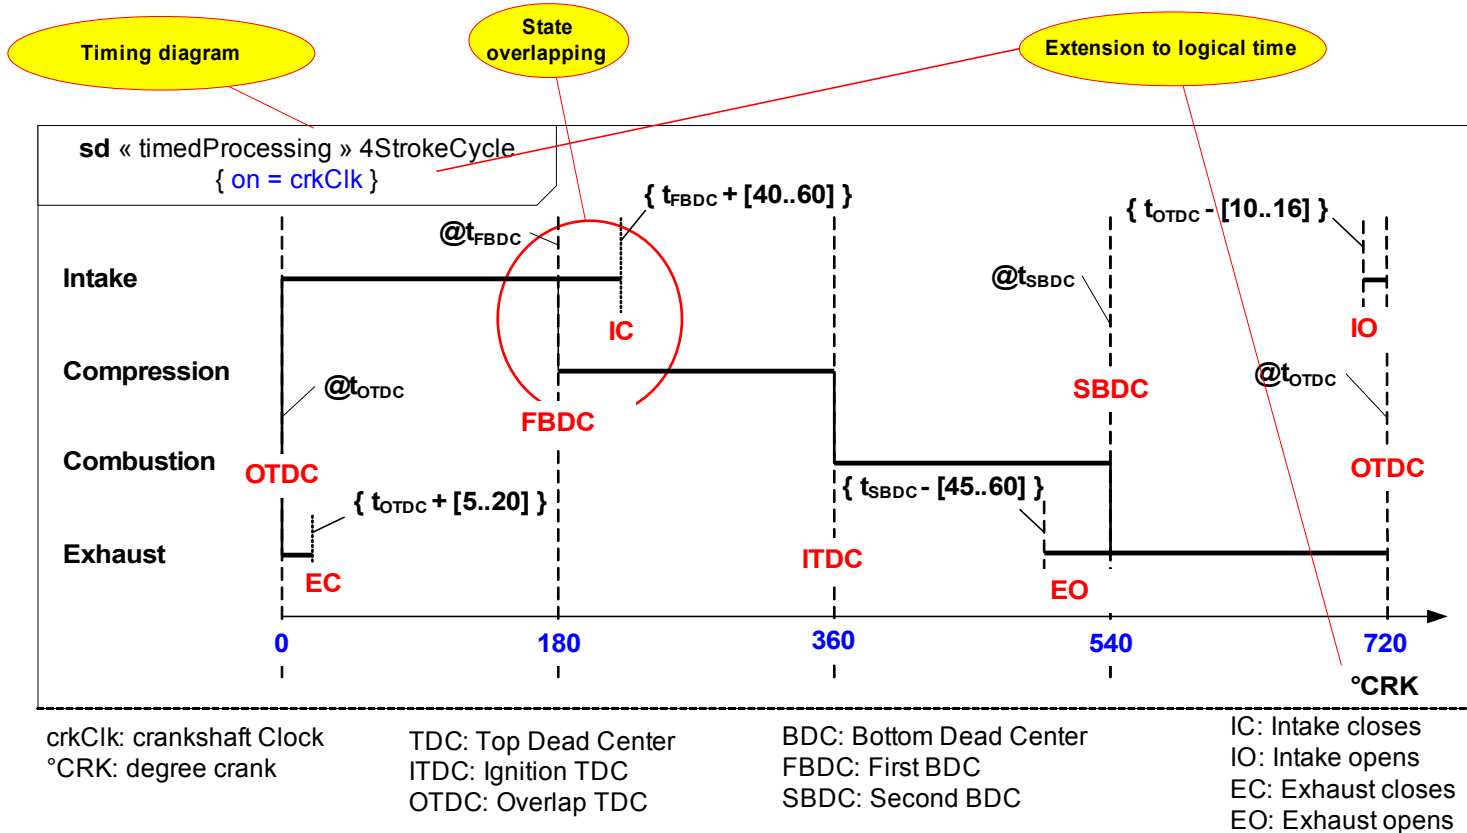 Timing diagram
State
overlapping
Extension to logical time
sd « timedProcessing » 4StrokeCycle
{ on = crkClk }
{ tFBDC + [40..60] }
{ tOTDC - [10..16] }
@tFBDC
Intake
@tSBDC
IC
IO
Compression
@tOTDC
SBDC
@tOTDC
FBDC
Combustion
OTDC
OTDC
{ tSBDC - [45..60] }
{ tOTDC + [5..20] }
Exhaust
EC
ITDC
EO
0
180
360
540
720
°CRK
crkClk: crankshaft Clock
°CRK: degree crank
TDC: Top Dead Center
ITDC: Ignition TDC
OTDC: Overlap TDC
BDC: Bottom Dead Center
FBDC: First BDC
SBDC: Second BDC
IC: Intake closes
IO: Intake opens
EC: Exhaust closes
EO: Exhaust opens